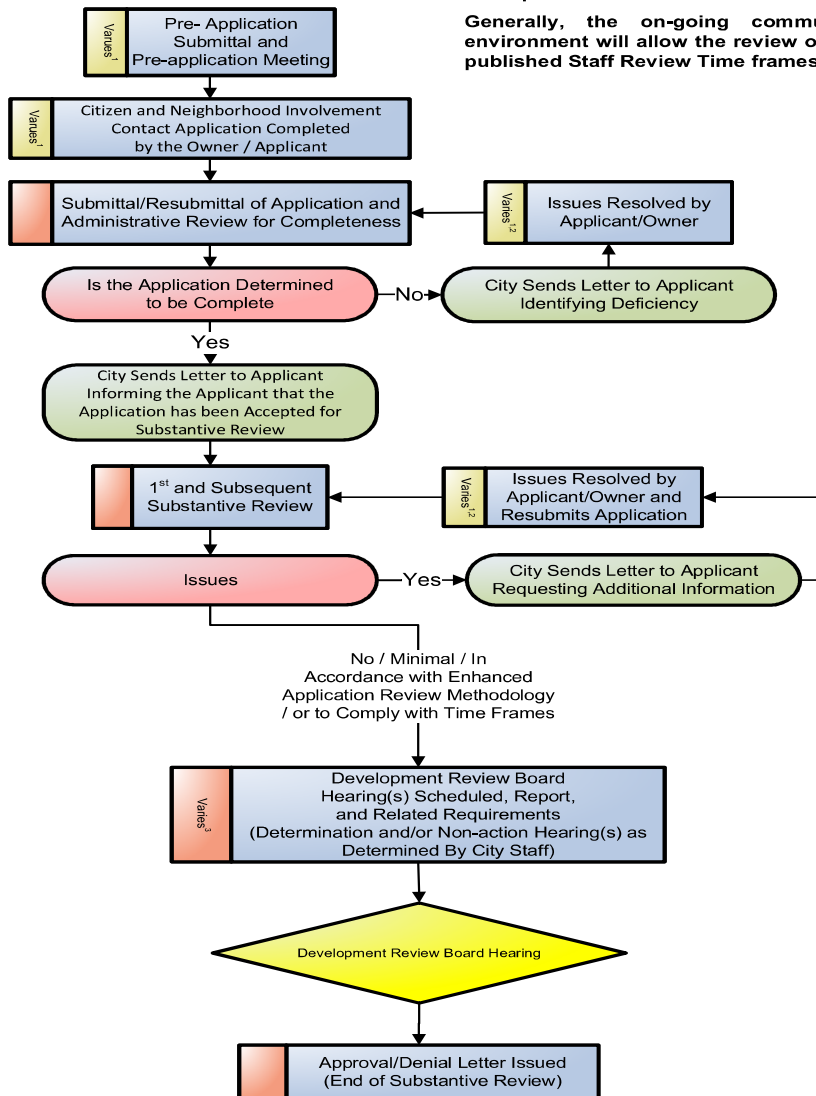 Generally, the on-going commu
environment will allow the review o
published Staff Review Time frames
Varues1
Pre- Application
Submittal and
Pre-application Meeting
Varues1
Citizen and Neighborhood Involvement
Contact Application Completed
by the Owner / Applicant
Submittal/Resubmittal of Application and
Administrative Review for Completeness
Varies1,2
Issues Resolved by
Applicant/Owner
Is the Application Determined
to be Complete
No
City Sends Letter to Applicant
Identifying Deficiency
Yes
City Sends Letter to Applicant
Informing the Applicant that the
Application has been Accepted for
Substantive Review
1st and Subsequent
Substantive Review
Varies1,2
Issues Resolved by
Applicant/Owner and
Resubmits Application
Issues
Yes
City Sends Letter to Applicant
Requesting Additional Information
No / Minimal / In
Accordance with Enhanced
Application Review Methodology
/ or to Comply with Time Frames
Varies3
Development Review Board
Hearing(s) Scheduled, Report,
and Related Requirements
(Determination and/or Non-action Hearing(s) as
Determined By City Staff)
Development Review Board Hearing
Approval/Denial Letter Issued
(End of Substantive Review)